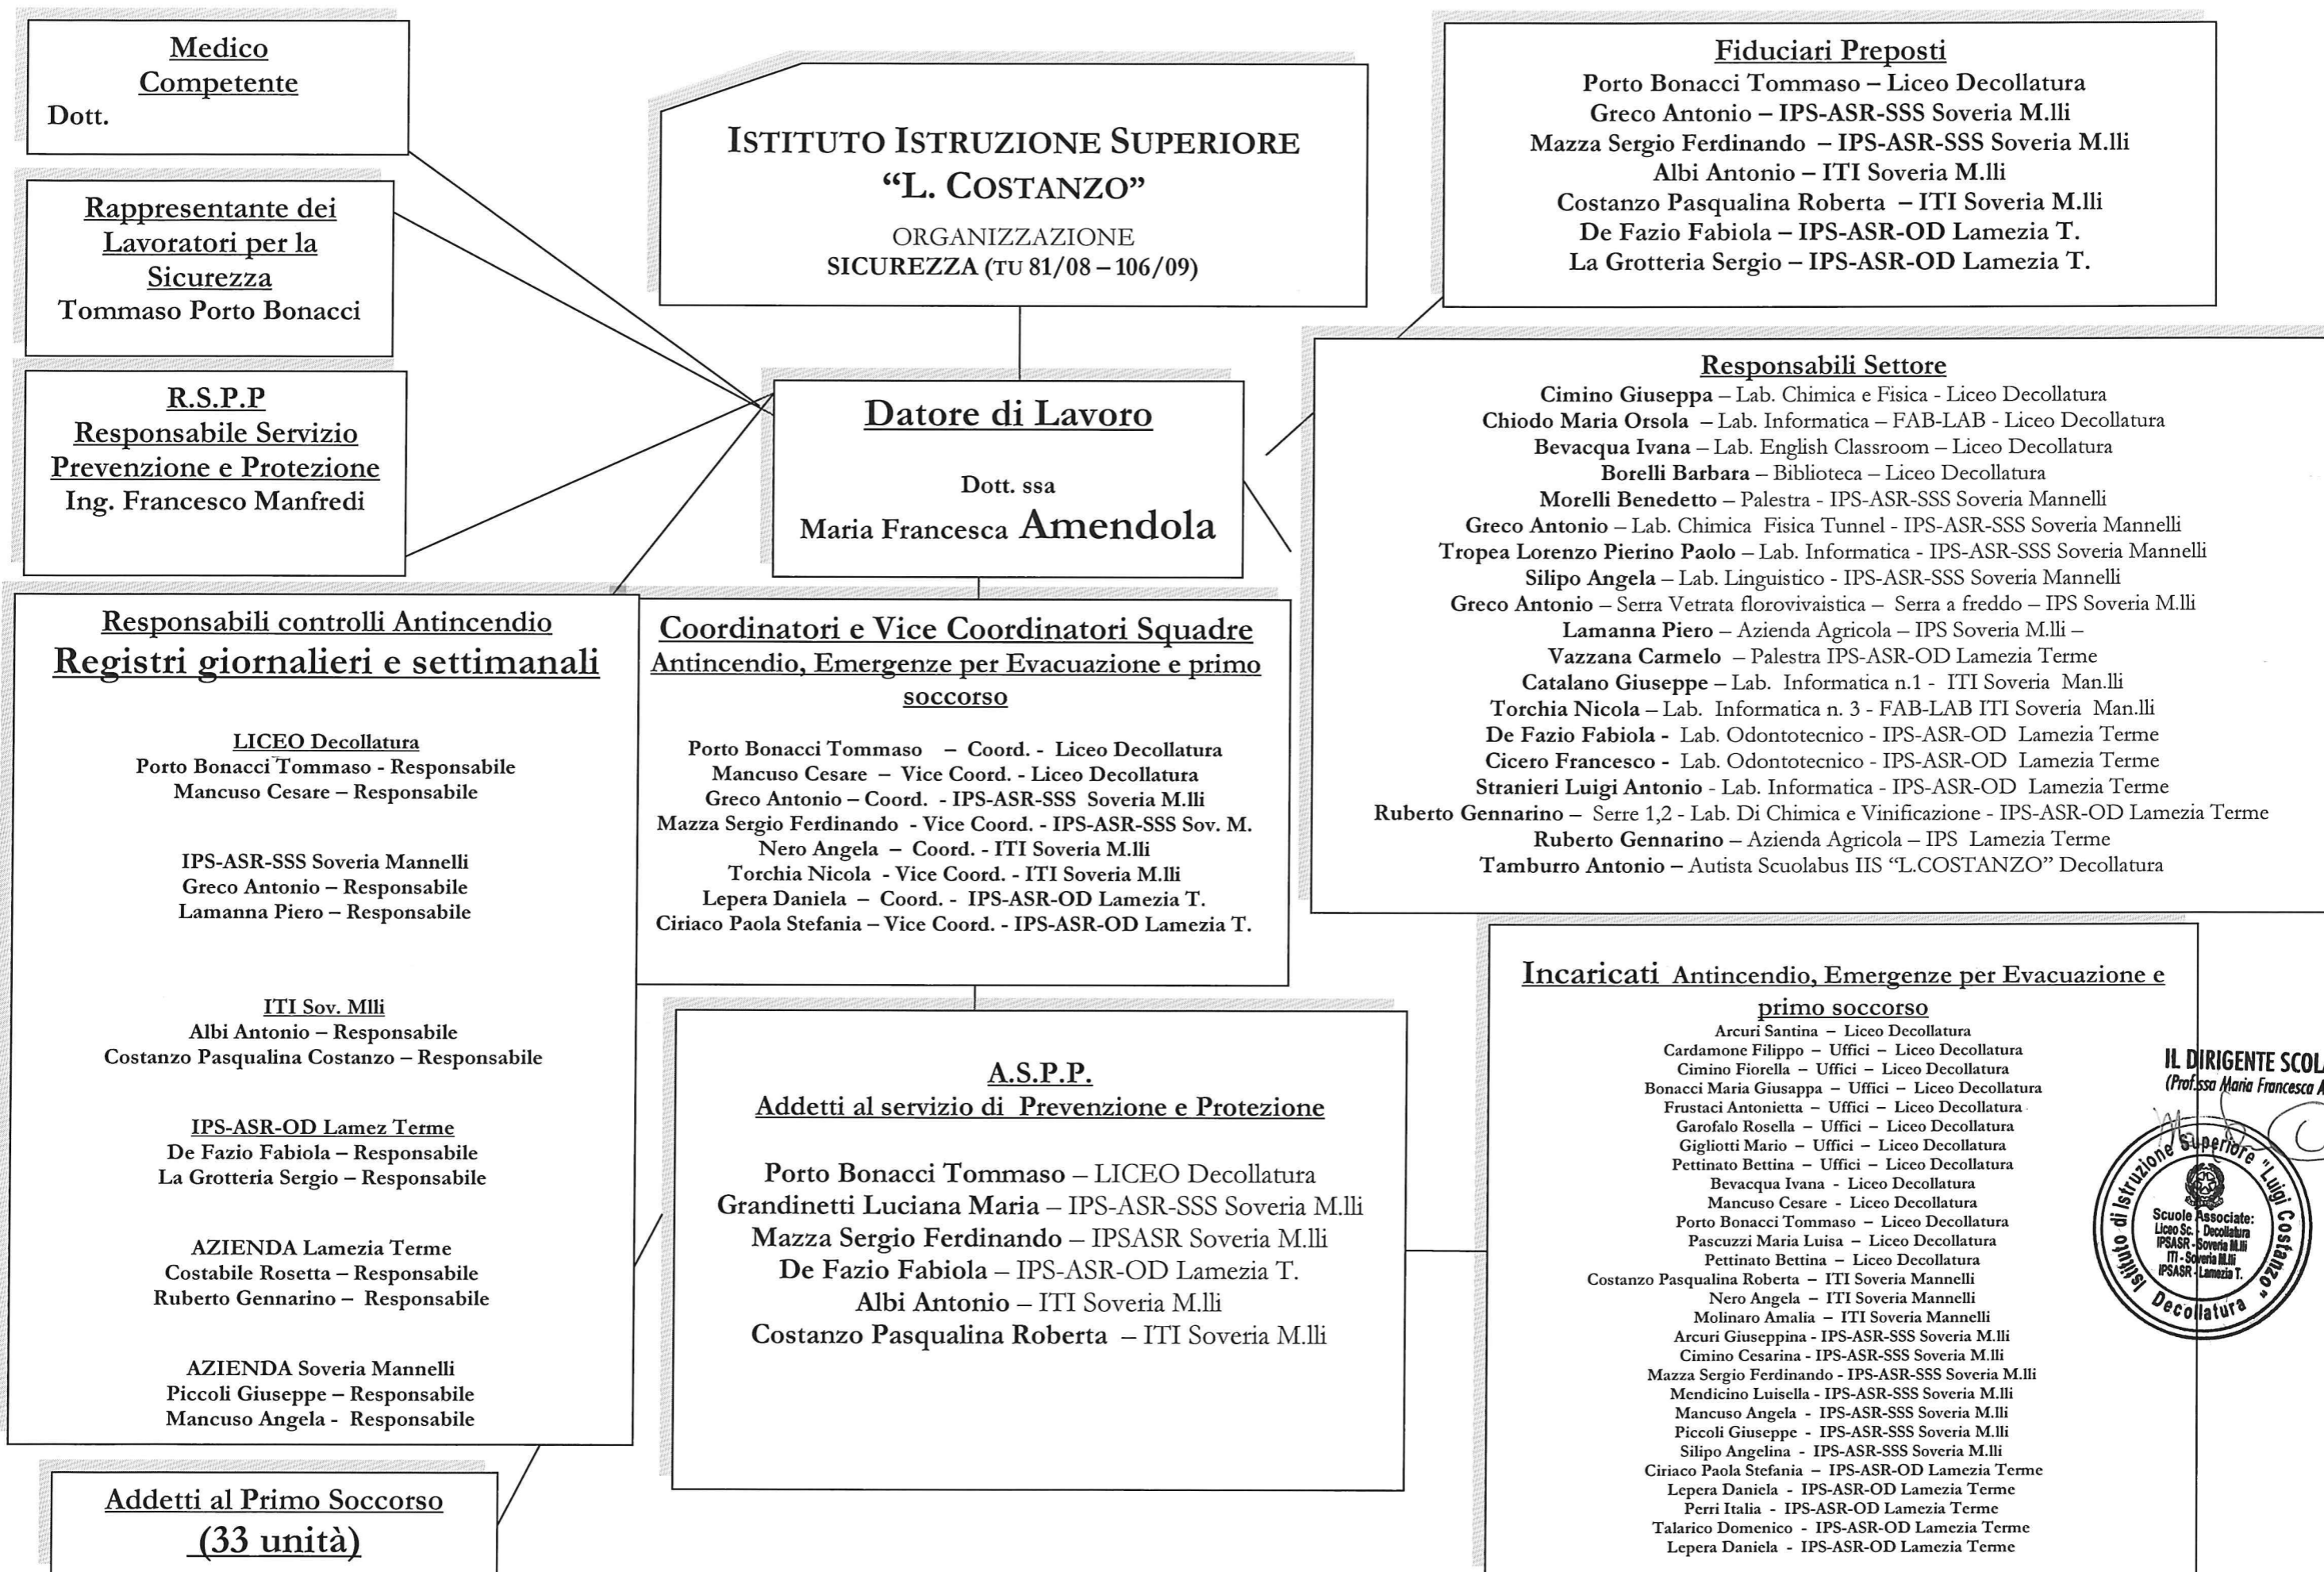 Medico
Competente
Dott.
Rappresentante dei
Lavoratori per la
Sicurezza
Tommaso Porto Bonacci
R.S.P.P
Responsabile Servizio
Prevenzione e Protezione
Ing. Francesco Manfredi
ISTITUTO ISTRUZIONE SUPERIORE
“L. COSTANZO”
ORGANIZZAZIONE
SICUREZZA (TU 81/08 – 106/09)
Datore di Lavoro
Dott. ssa
Maria Francesca Amendola
Fiduciari Preposti
Porto Bonacci Tommaso – Liceo Decollatura
Greco Antonio – IPS-ASR-SSS Soveria M.lli
Mazza Sergio Ferdinando – IPS-ASR-SSS Soveria M.lli
Albi Antonio – ITI Soveria M.lli
Costanzo Pasqualina Roberta – ITI Soveria M.lli
De Fazio Fabiola – IPS-ASR-OD Lamezia T.
La Grotteria Sergio – IPS-ASR-OD Lamezia T.
Responsabili Settore
Cimino Giuseppa – Lab. Chimica e Fisica - Liceo Decollatura
Chiodo Maria Orsola – Lab. Informatica – FAB-LAB - Liceo Decollatura
Bevacqua Ivana – Lab. English Classroom – Liceo Decollatura
Borelli Barbara – Biblioteca – Liceo Decollatura
Morelli Benedetto – Palestra - IPS-ASR-SSS Soveria Mannelli
Greco Antonio – Lab. Chimica Fisica Tunnel - IPS-ASR-SSS Soveria Mannelli
Tropea Lorenzo Pierino Paolo – Lab. Informatica - IPS-ASR-SSS Soveria Mannelli
Silipo Angela – Lab. Linguistico - IPS-ASR-SSS Soveria Mannelli
Greco Antonio – Serra Vetrata florovivaistica – Serra a freddo – IPS Soveria M.lli
Lamanna Piero – Azienda Agricola – IPS Soveria M.lli –
Vazzana Carmelo – Palestra IPS-ASR-OD Lamezia Terme
Catalano Giuseppe – Lab. Informatica n.1 - ITI Soveria Man.lli
Torchia Nicola – Lab. Informatica n. 3 - FAB-LAB ITI Soveria Man.lli
De Fazio Fabiola - Lab. Odontotecnico - IPS-ASR-OD Lamezia Terme
Cicero Francesco - Lab. Odontotecnico - IPS-ASR-OD Lamezia Terme
Stranieri Luigi Antonio - Lab. Informatica - IPS-ASR-OD Lamezia Terme
Ruberto Gennarino – Serre 1,2 - Lab. Di Chimica e Vinificazione - IPS-ASR-OD Lamezia Terme
Ruberto Gennarino – Azienda Agricola – IPS Lamezia Terme
Tamburro Antonio – Autista Scuolabus IIS “L.COSTANZO” Decollatura
Responsabili controlli Antincendio
Registri giornalieri e settimanali
LICEO Decollatura
Porto Bonacci Tommaso - Responsabile
Mancuso Cesare – Responsabile
IPS-ASR-SSS Soveria Mannelli
Greco Antonio – Responsabile
Lamanna Piero – Responsabile
ITI Sov. Mlli
Albi Antonio – Responsabile
Costanzo Pasqualina Costanzo – Responsabile
IPS-ASR-OD Lamez Terme
De Fazio Fabiola – Responsabile
La Grotteria Sergio – Responsabile
AZIENDA Lamezia Terme
Costabile Rosetta – Responsabile
Ruberto Gennarino – Responsabile
AZIENDA Soveria Mannelli
Piccoli Giuseppe – Responsabile
Mancuso Angela - Responsabile
Coordinatori e Vice Coordinatori Squadre
Antincendio, Emergenze per Evacuazione e primo
soccorso
Porto Bonacci Tommaso – Coord. - Liceo Decollatura
Mancuso Cesare – Vice Coord. - Liceo Decollatura
Greco Antonio – Coord. - IPS-ASR-SSS Soveria M.lli
Mazza Sergio Ferdinando - Vice Coord. - IPS-ASR-SSS Sov. M.
Nero Angela – Coord. - ITI Soveria M.lli
Torchia Nicola - Vice Coord. - ITI Soveria M.lli
Lepera Daniela – Coord. - IPS-ASR-OD Lamezia T.
Ciriaco Paola Stefania – Vice Coord. - IPS-ASR-OD Lamezia T.
A.S.P.P.
Addetti al servizio di Prevenzione e Protezione
Porto Bonacci Tommaso – LICEO Decollatura
Grandinetti Luciana Maria – IPS-ASR-SSS Soveria M.lli
Mazza Sergio Ferdinando – IPSASR Soveria M.lli
De Fazio Fabiola – IPS-ASR-OD Lamezia T.
Albi Antonio – ITI Soveria M.lli
Costanzo Pasqualina Roberta – ITI Soveria M.lli
Incaricati Antincendio, Emergenze per Evacuazione e
primo soccorso
Arcuri Santina – Liceo Decollatura
Cardamone Filippo – Uffici – Liceo Decollatura
Cimino Fiorella – Uffici – Liceo Decollatura
Bonacci Maria Giusappa – Uffici – Liceo Decollatura
Frustaci Antonietta – Uffici – Liceo Decollatura
Garofalo Rosella – Uffici – Liceo Decollatura
Gigliotti Mario – Uffici – Liceo Decollatura
Pettinato Bettina – Uffici – Liceo Decollatura
Bevacqua Ivana - Liceo Decollatura
Mancuso Cesare - Liceo Decollatura
Porto Bonacci Tommaso – Liceo Decollatura
Pascuzzi Maria Luisa – Liceo Decollatura
Pettinato Bettina – Liceo Decollatura
Costanzo Pasqualina Roberta – ITI Soveria Mannelli
Nero Angela – ITI Soveria Mannelli
Molinaro Amalia – ITI Soveria Mannelli
Arcuri Giuseppina - IPS-ASR-SSS Soveria M.lli
Cimino Cesarina - IPS-ASR-SSS Soveria M.lli
Mazza Sergio Ferdinando - IPS-ASR-SSS Soveria M.lli
Mendicino Luisella - IPS-ASR-SSS Soveria M.lli
Mancuso Angela - IPS-ASR-SSS Soveria M.lli
Piccoli Giuseppe - IPS-ASR-SSS Soveria M.lli
Silipo Angelina - IPS-ASR-SSS Soveria M.lli
Ciriaco Paola Stefania – IPS-ASR-OD Lamezia Terme
Lepera Daniela - IPS-ASR-OD Lamezia Terme
Perri Italia - IPS-ASR-OD Lamezia Terme
Talarico Domenico - IPS-ASR-OD Lamezia Terme
Lepera Daniela - IPS-ASR-OD Lamezia Terme
IL DIRIGENTE SCOL
(Prof.ssa Maria Francesca A
Istituto di Istruzione Superiore "Luigi Costanzo"
Decollatura
Scuole Associate:
Liceo Sc. - Decollatura
IPSASR - Soveria M.lli
ITI - Soveria M.lli
IPSASR - Lamezia T.
Addetti al Primo Soccorso
(33 unità)